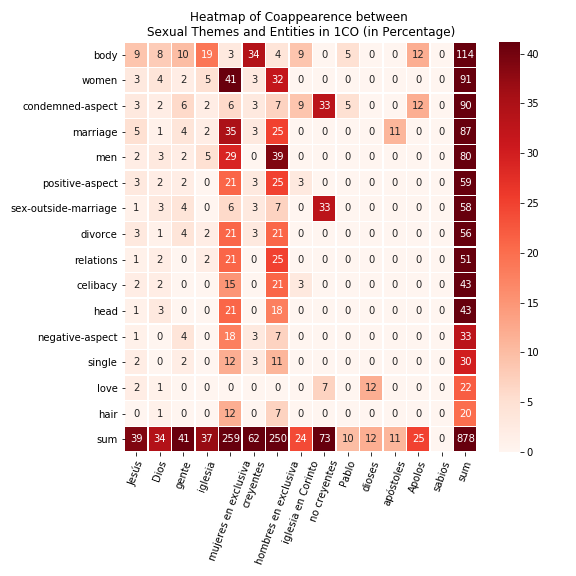 Heatmap of Coappearence between
Sexual Themes and Entities in 1CO (in Percentage)
body 9 8 10 19 3 34 4 9 0 5 0 0 12 0 114
women 3 4 2 5 41 3 32 0 0 0 0 0 0 0 91
condemned-aspect 3 2 6 2 6 3 7 9 33 5 0 0 12 0 90
marriage 5 1 4 2 35 3 25 0 0 0 0 11 0 0 87
men 2 3 2 5 29 0 39 0 0 0 0 0 0 0 80
positive-aspect 3 2 2 0 21 3 25 3 0 0 0 0 0 0 59
sex-outside-marriage 1 3 4 0 6 3 7 0 33 0 0 0 0 0 58
divorce 3 1 4 2 21 3 21 0 0 0 0 0 0 0 56
relations 1 2 0 2 21 0 25 0 0 0 0 0 0 0 51
celibacy 2 2 0 0 15 0 21 3 0 0 0 0 0 0 43
head 1 3 0 0 21 0 18 0 0 0 0 0 0 0 43
negative-aspect 1 0 4 0 18 3 7 0 0 0 0 0 0 0 33
single 2 0 2 0 12 3 11 0 0 0 0 0 0 0 30
love 2 1 0 0 0 0 0 0 7 0 12 0 0 0 22
hair 0 1 0 0 12 0 7 0 0 0 0 0 0 0 20
sum 39 34 41 37 259 62 250 24 73 10 12 11 25 0 878
Jesús
Dios
gente
iglesia
mujeres en exclusiva
creyentes
hombres en exclusiva
iglesia en Corinto
no creyentes
Pablo
dioses
apóstoles
Apolos
sabios
sum
40
35
30
25
20
15
10
5
0